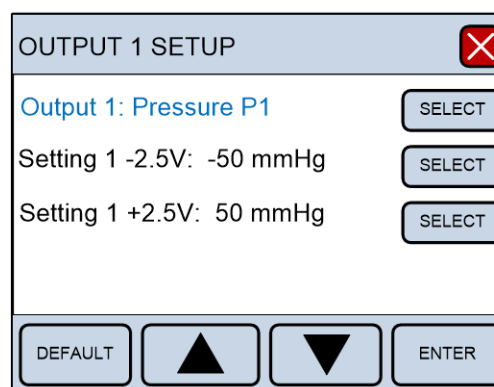 OUTPUT 1 SETUP
Output 1: Pressure P1
SELECT
Setting 1 -2.5V: -50 mmHg
SELECT
Setting 1 +2.5V: 50 mmHg
SELECT
DEFAULT
ENTER